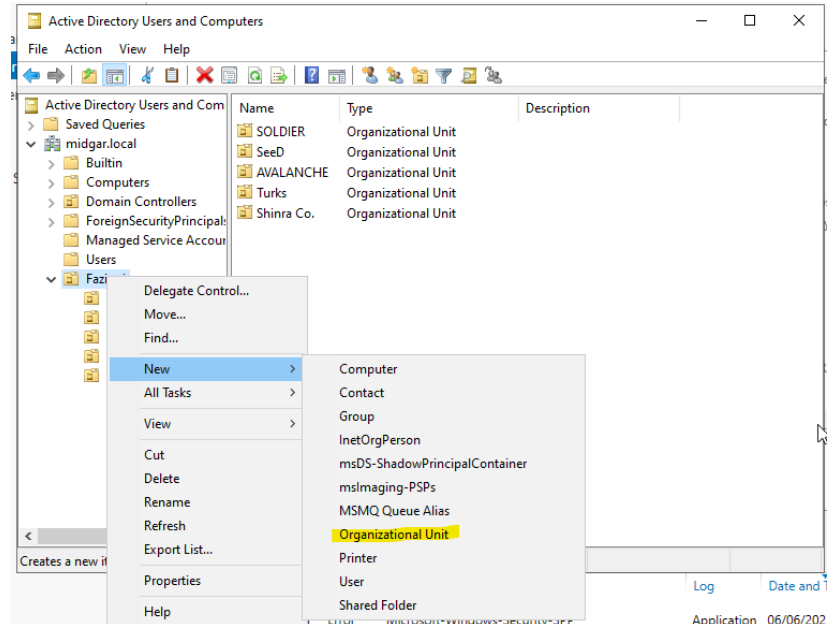 Active Directory Users and Computers
File Action View Help
Active Directory Users and Com
Name Type Description
Saved Queries
midgar.local
Builtin
Computers
Domain Controllers
ForeignSecurityPrincipals
Managed Service Accour
Users
SOLDIER Organizational Unit
SeeD Organizational Unit
AVALANCHE Organizational Unit
Turks Organizational Unit
Shinra Co. Organizational Unit
Delegate Control...
Move...
Find...
New
All Tasks
View
Cut
Delete
Rename
Refresh
Export List...
Properties
Help
Computer
Contact
Group
InetOrgPerson
msDS-ShadowPrincipalContainer
msImaging-PSPs
MSMQ Queue Alias
Organizational Unit
Printer
User
Shared Folder
Creates a new it
Log Date and T
Application 06/06/202